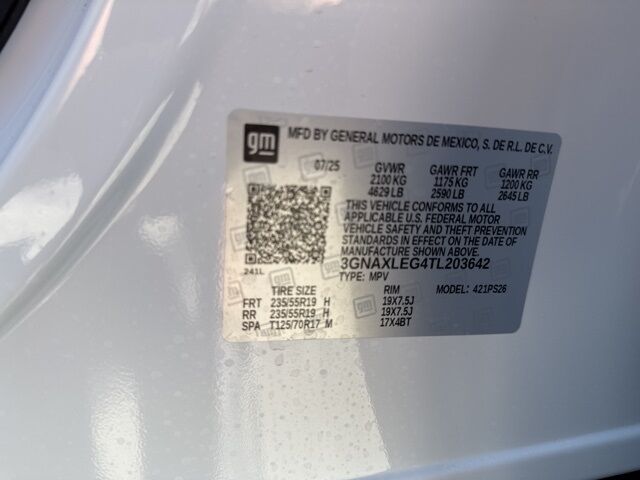 gm
MFD BY GENERAL MOTORS DE MEXICO, S. DE R.L. DE C.V.
07/25 GVWR GAWR FRT GAWR RR
2100 KG 1175 KG 1200 KG
4629 LB 2590 LB 2645 LB
THIS VEHICLE CONFORMS TO ALL
APPLICABLE U.S. FEDERAL MOTOR
VEHICLE SAFETY AND THEFT PREVENTION
STANDARDS IN EFFECT ON THE DATE OF
MANUFACTURE SHOWN ABOVE.
3GNAXLEG4TL203642
241L
TYPE: MPV
TIRE SIZE RIM MODEL: 421PS26
FRT 235/55R19 H 19X7.5J
RR 235/55R19 H 19X7.5J
SPA T125/70R17 M 17X4BT